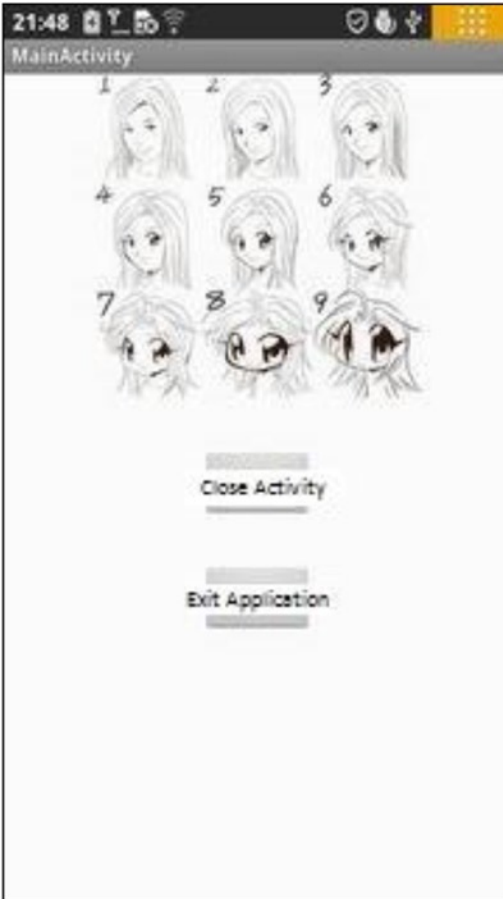 21:48
MainActivity
1 2 3
4 5 6
7 8 9
Close Activity
Exit Application